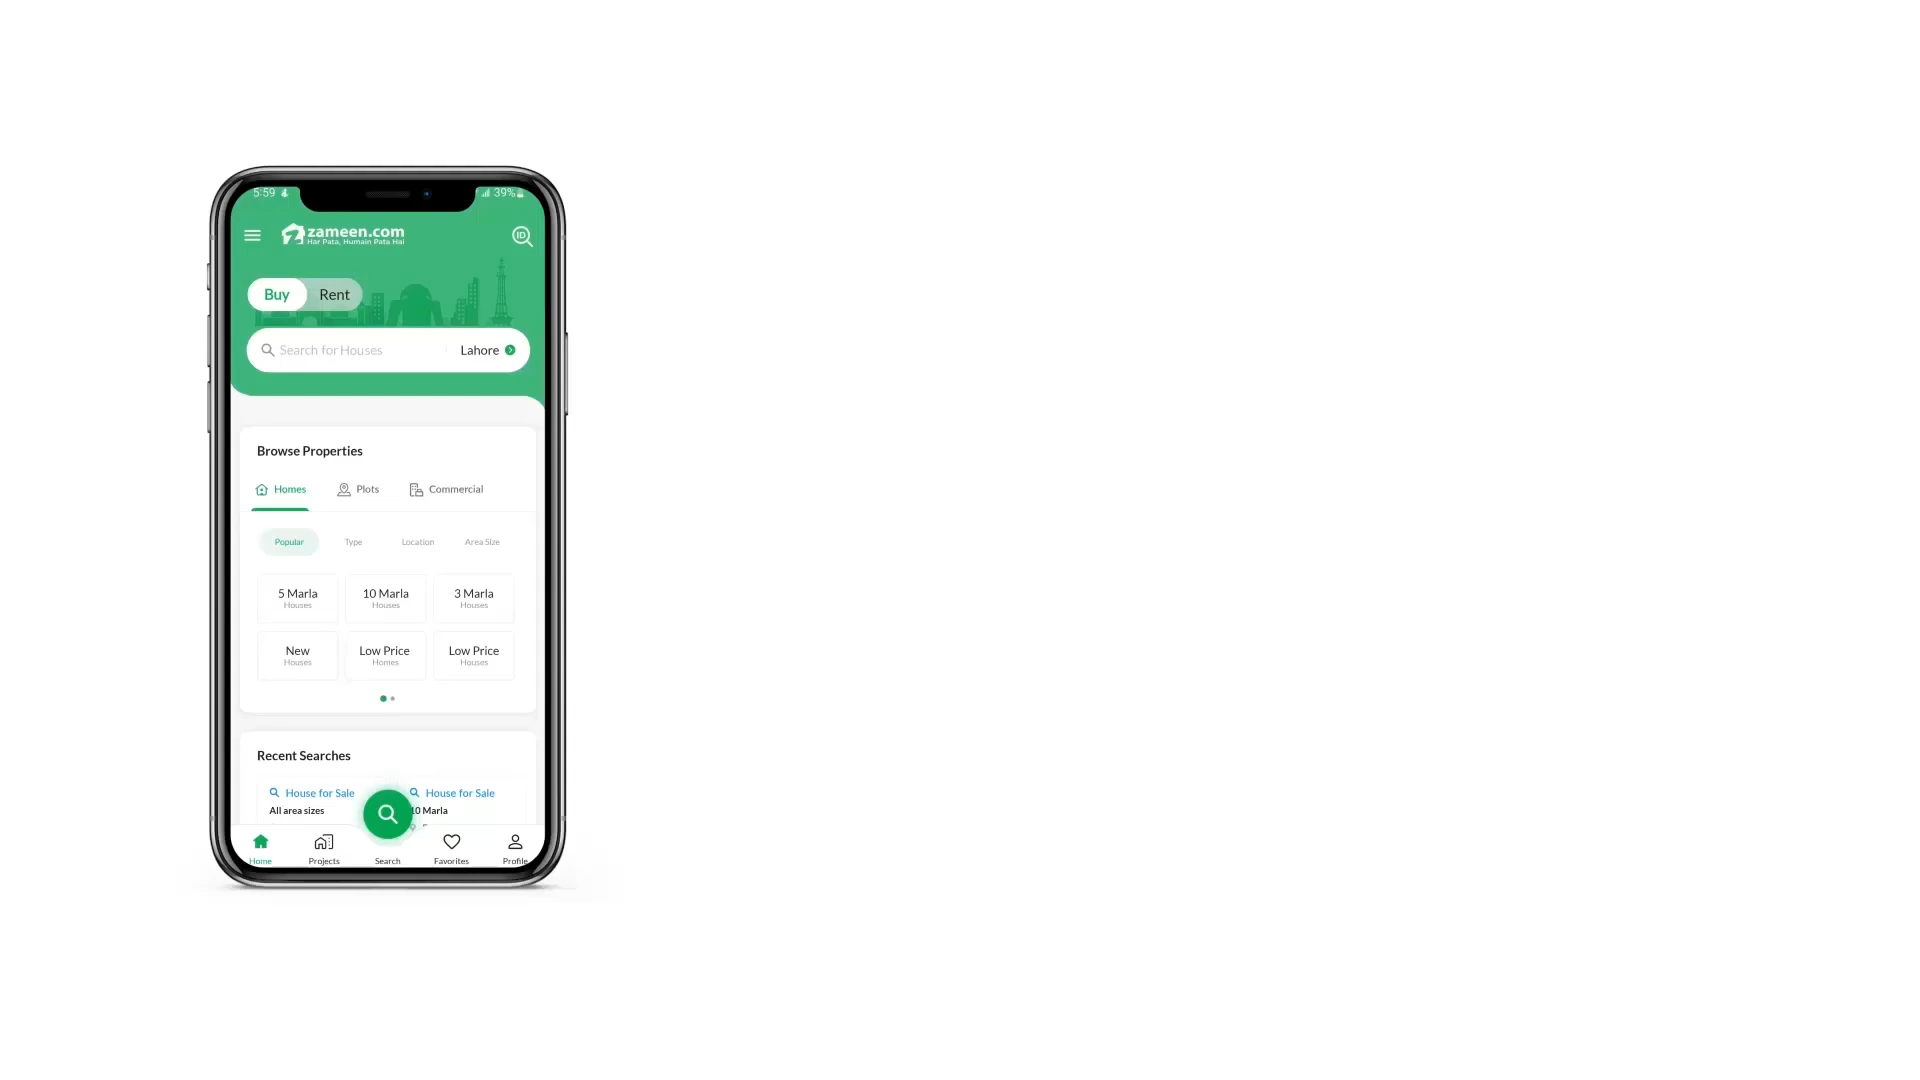 5:59
39%
zameen.com
Har Pata, Humain Pata Hai
ID
Buy Rent
Search for Houses Lahore
Browse Properties
Homes Plots Commercial
Popular Type Location Area Size
5 Marla 10 Marla 3 Marla
Houses Houses Houses
New Low Price Low Price
Houses Homes Houses
Recent Searches
House for Sale House for Sale
All area sizes 10 Marla
Home Projects Search Favorites Profile